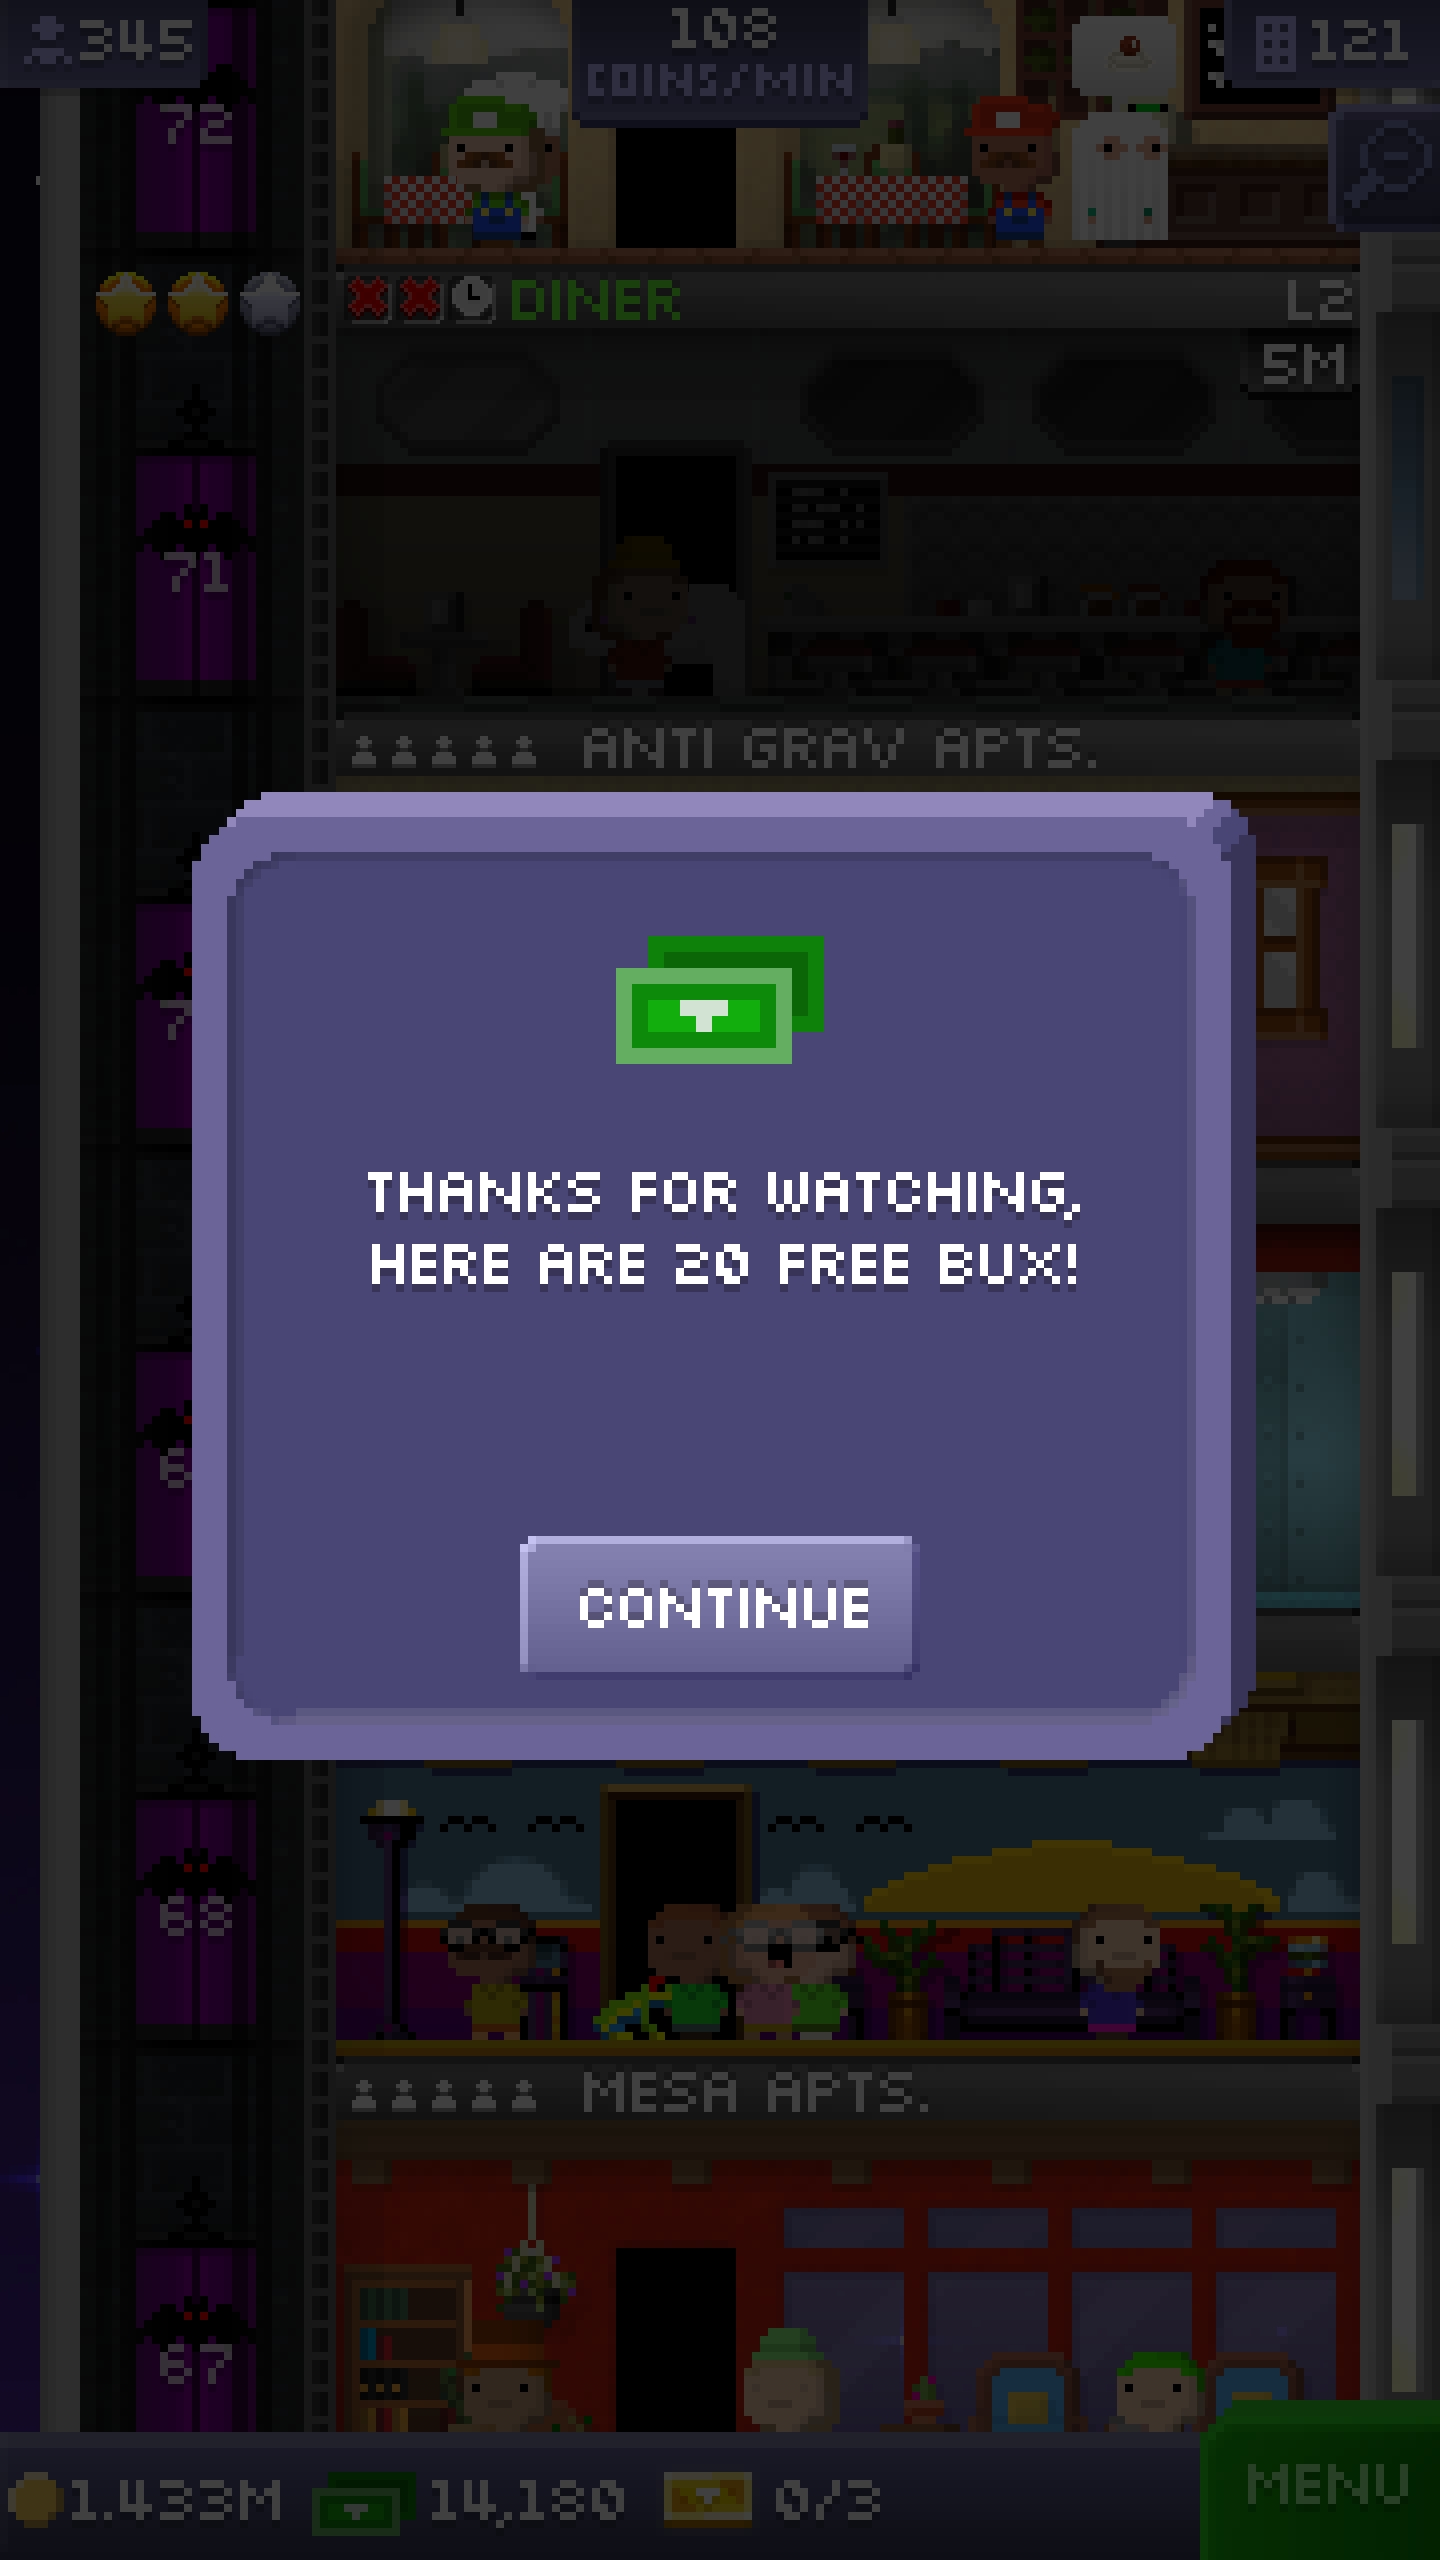 345
108
COINS/MIN
121
72
DINER
L2
5M
71
ANTI GRAV APTS.
THANKS FOR WATCHING,
HERE ARE 20 FREE BUX!
CONTINUE
68
MESA APTS.
67
1.433M
14,180
0/3
MENU